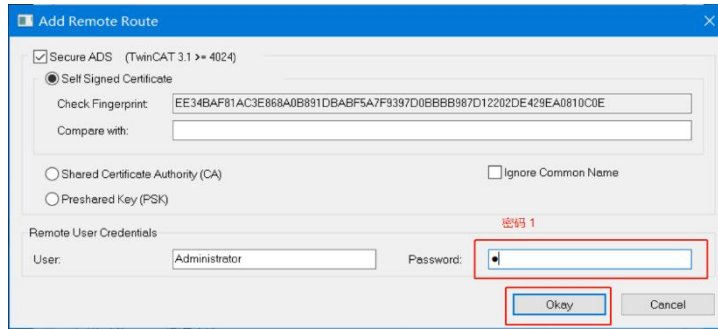 Add Remote Route
Secure ADS (TwinCAT 3.1 >= 4024)
Self Signed Certificate
Check Fingerprint: EE34BAF81AC3E868A0B891DBABF5A7F9397D0BBBB987D12202DE429EA0810C0E
Compare with:
Shared Certificate Authority (CA)
Ignore Common Name
Preshared Key (PSK)
密码 1
Remote User Credentials
User: Administrator Password: ●
Okay Cancel